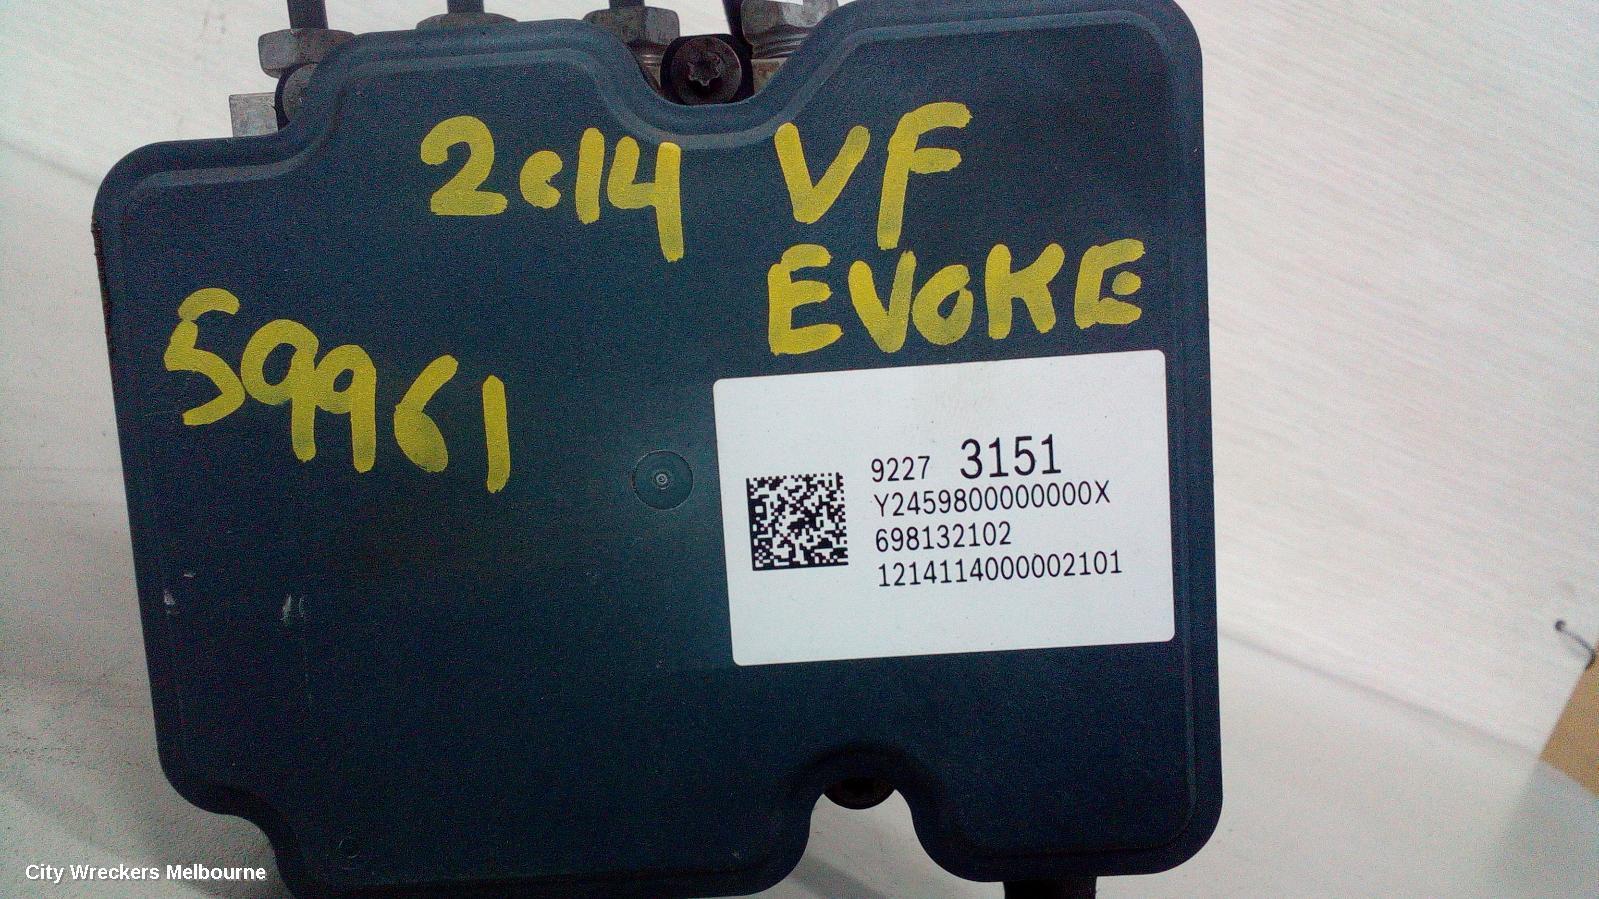 2014 VF
EVOKE
59961
9227 3151
Y2459800000000X
698132102
1214114000002101
City Wreckers Melbourne